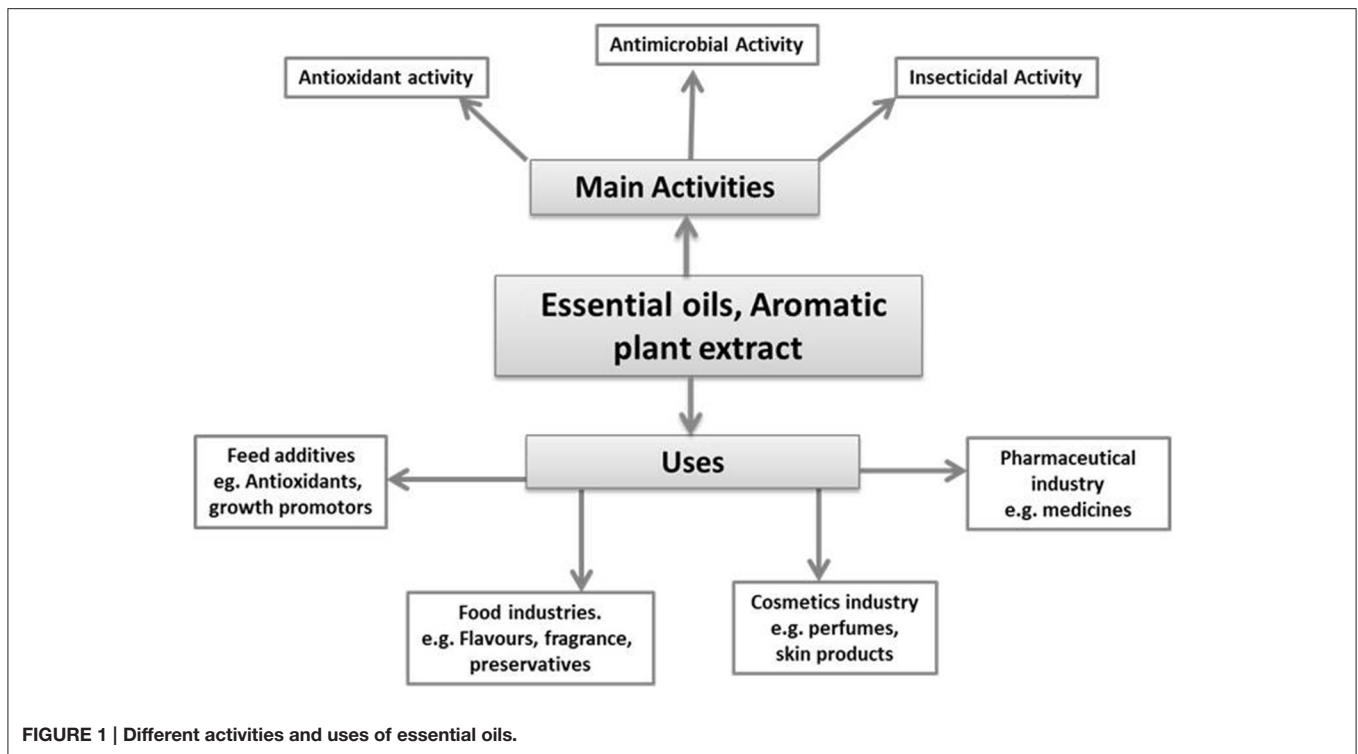 Antimicrobial Activity
Antioxidant activity
Insecticidal Activity
Main Activities
Essential oils, Aromatic
plant extract
Uses
Feed additives
eg. Antioxidants,
growth promotors
Pharmaceutical
industry
e.g. medicines
Food industries.
e.g. Flavours, fragrance,
preservatives
Cosmetics industry
e.g. perfumes,
skin products
FIGURE 1 | Different activities and uses of essential oils.